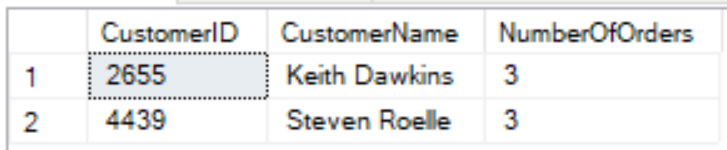 CustomerID CustomerName NumberOfOrders
1 2655 Keith Dawkins 3
2 4439 Steven Roelle 3